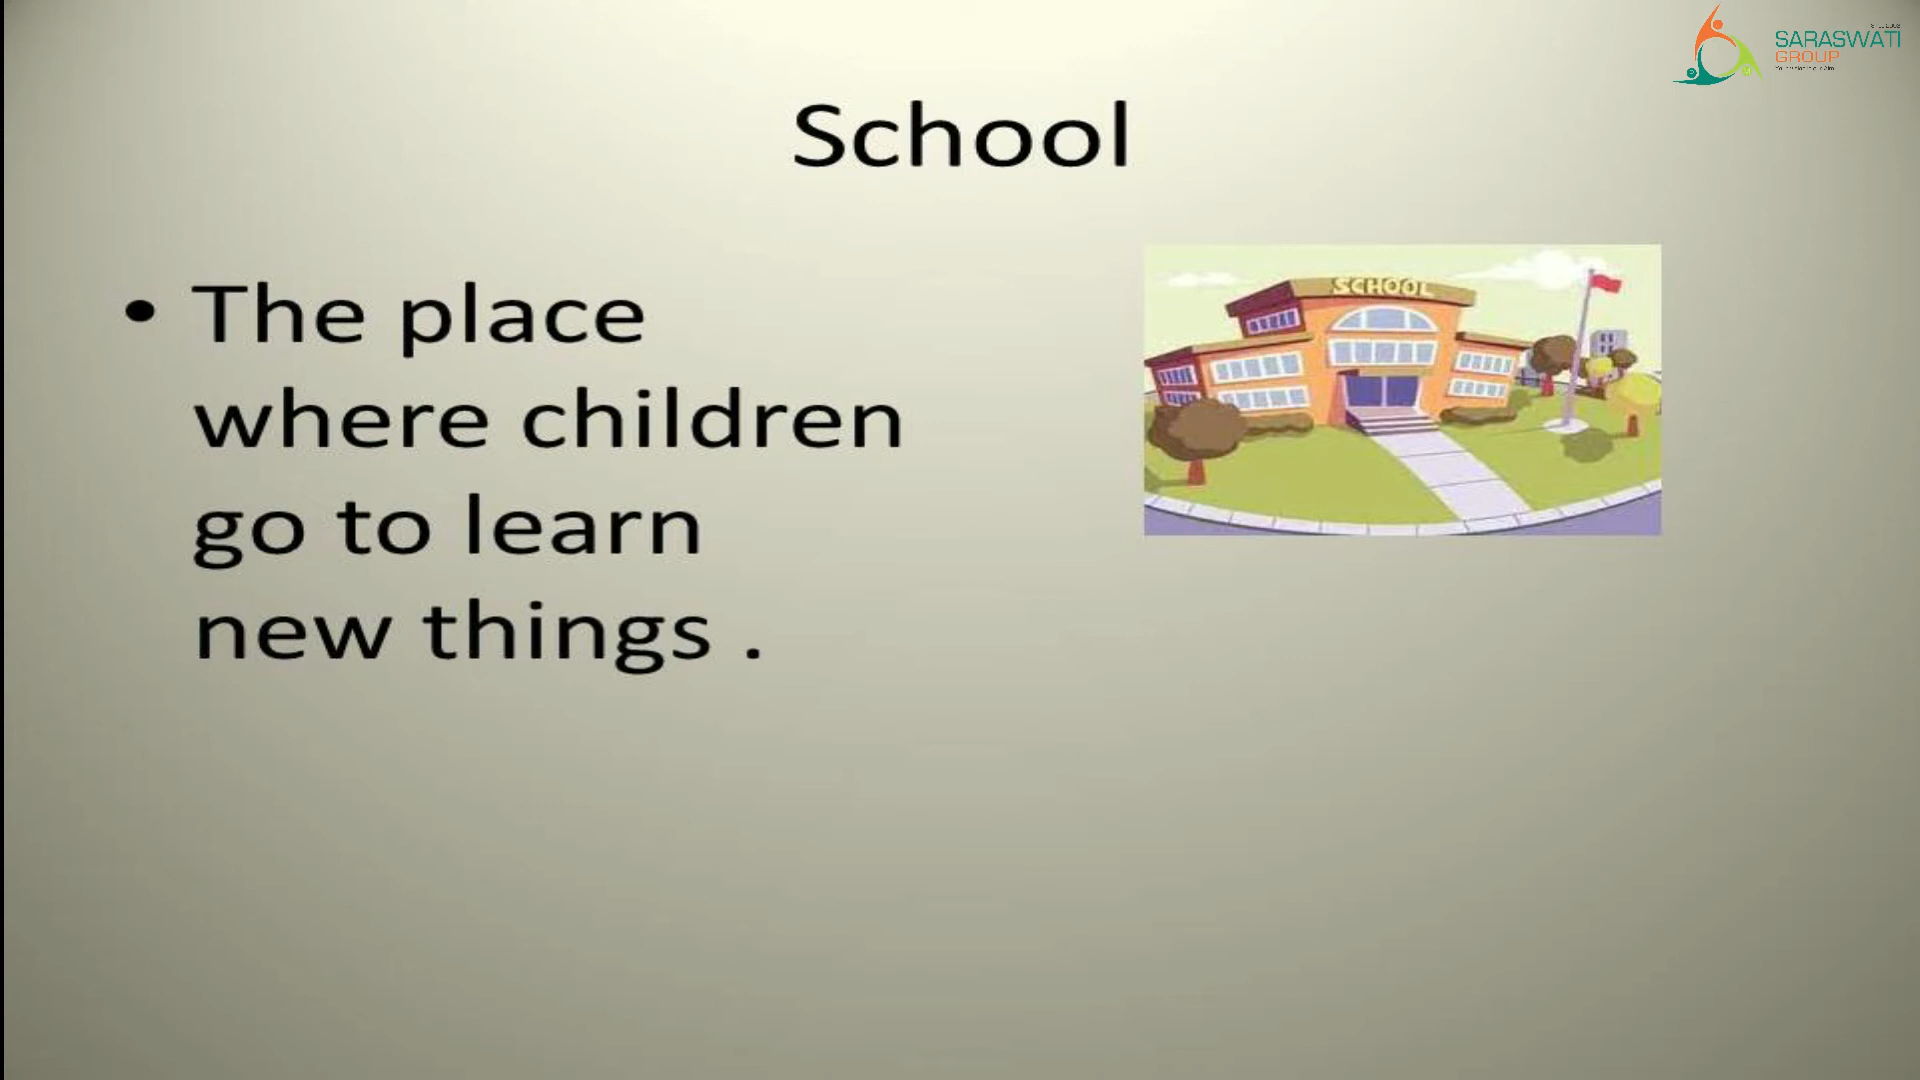 SARASWATI
GROUP
School
• The place
where children
go to learn
new things .
SCHOOL